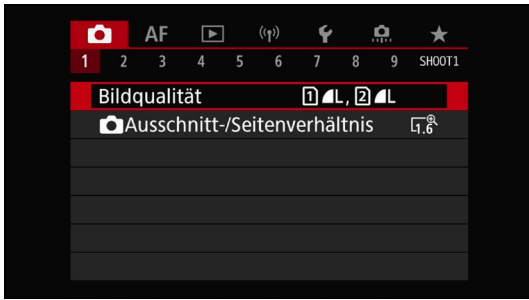 AF
1 2 3 4 5 6 7 8 9 SHOOT1
Bildqualität 1 L, 2 L
Ausschnitt-/Seitenverhältnis 1.6